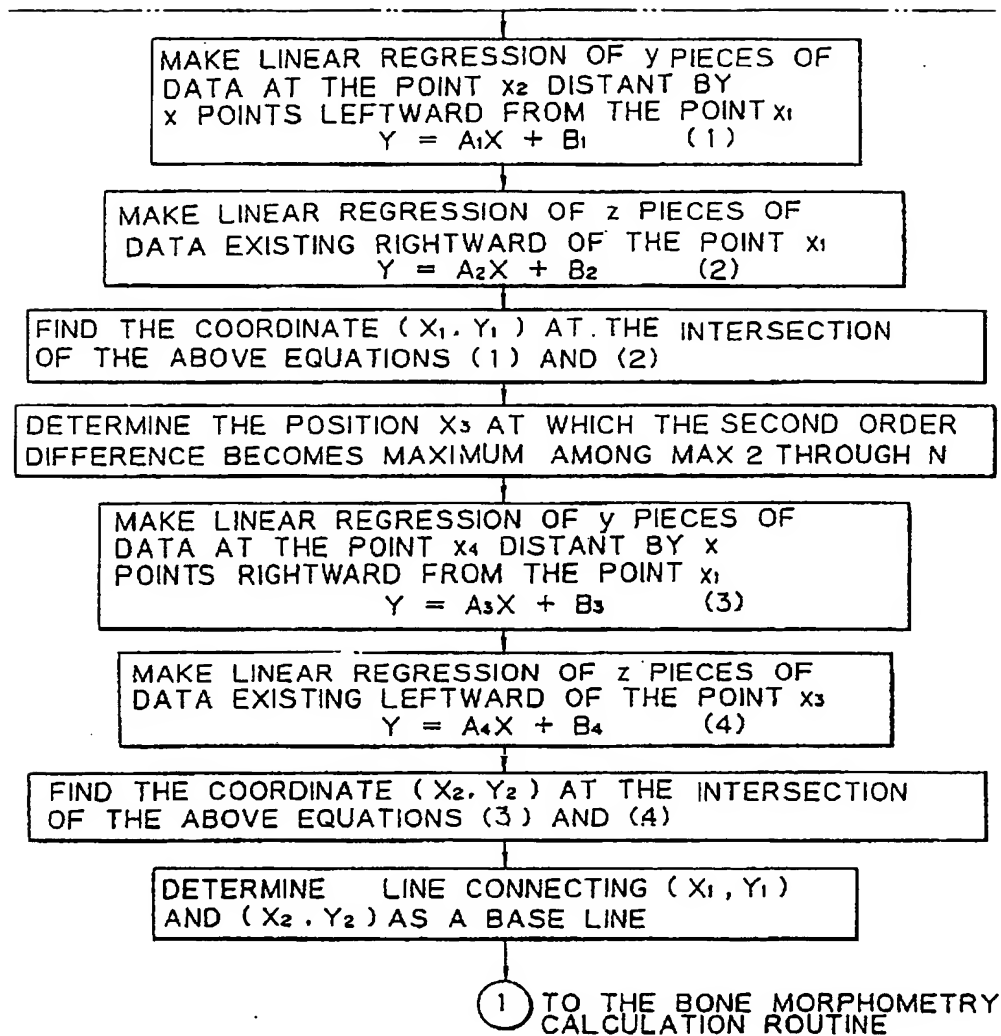 MAKE LINEAR REGRESSION OF y PIECES OF
DATA AT THE POINT x₂ DISTANT BY
x POINTS LEFTWARD FROM THE POINT x₁
Y = A₁X + B₁ (1)
MAKE LINEAR REGRESSION OF z PIECES OF
DATA EXISTING RIGHTWARD OF THE POINT x₁
Y = A₂X + B₂ (2)
FIND THE COORDINATE (X₁, Y₁) AT THE INTERSECTION
OF THE ABOVE EQUATIONS (1) AND (2)
DETERMINE THE POSITION X₃ AT WHICH THE SECOND ORDER
DIFFERENCE BECOMES MAXIMUM AMONG MAX 2 THROUGH N
MAKE LINEAR REGRESSION OF y PIECES OF
DATA AT THE POINT x₄ DISTANT BY x
POINTS RIGHTWARD FROM THE POINT x₁
Y = A₃X + B₃ (3)
MAKE LINEAR REGRESSION OF z PIECES OF
DATA EXISTING LEFTWARD OF THE POINT x₃
Y = A₄X + B₄ (4)
FIND THE COORDINATE (X₂, Y₂) AT THE INTERSECTION
OF THE ABOVE EQUATIONS (3) AND (4)
DETERMINE LINE CONNECTING (X₁, Y₁)
AND (X₂, Y₂) AS A BASE LINE
1 TO THE BONE MORPHOMETRY
CALCULATION ROUTINE